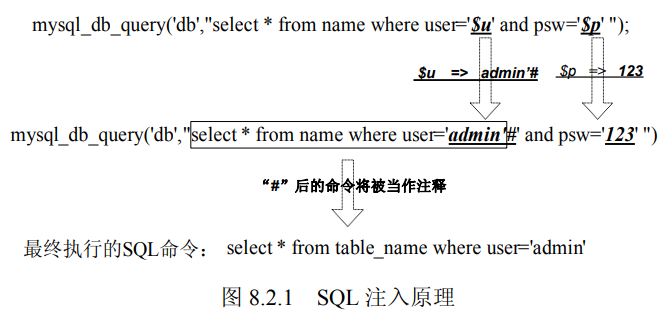 mysql_db_query('db',"select * from name where user='$u' and psw='$p' ");
$u => admin'# $p => 123
mysql_db_query('db',"select * from name where user='admin'#' and psw='123' ")
“#”后的命令将被当作注释
最终执行的SQL命令: select * from table_name where user='admin'
图 8.2.1 SQL 注入原理